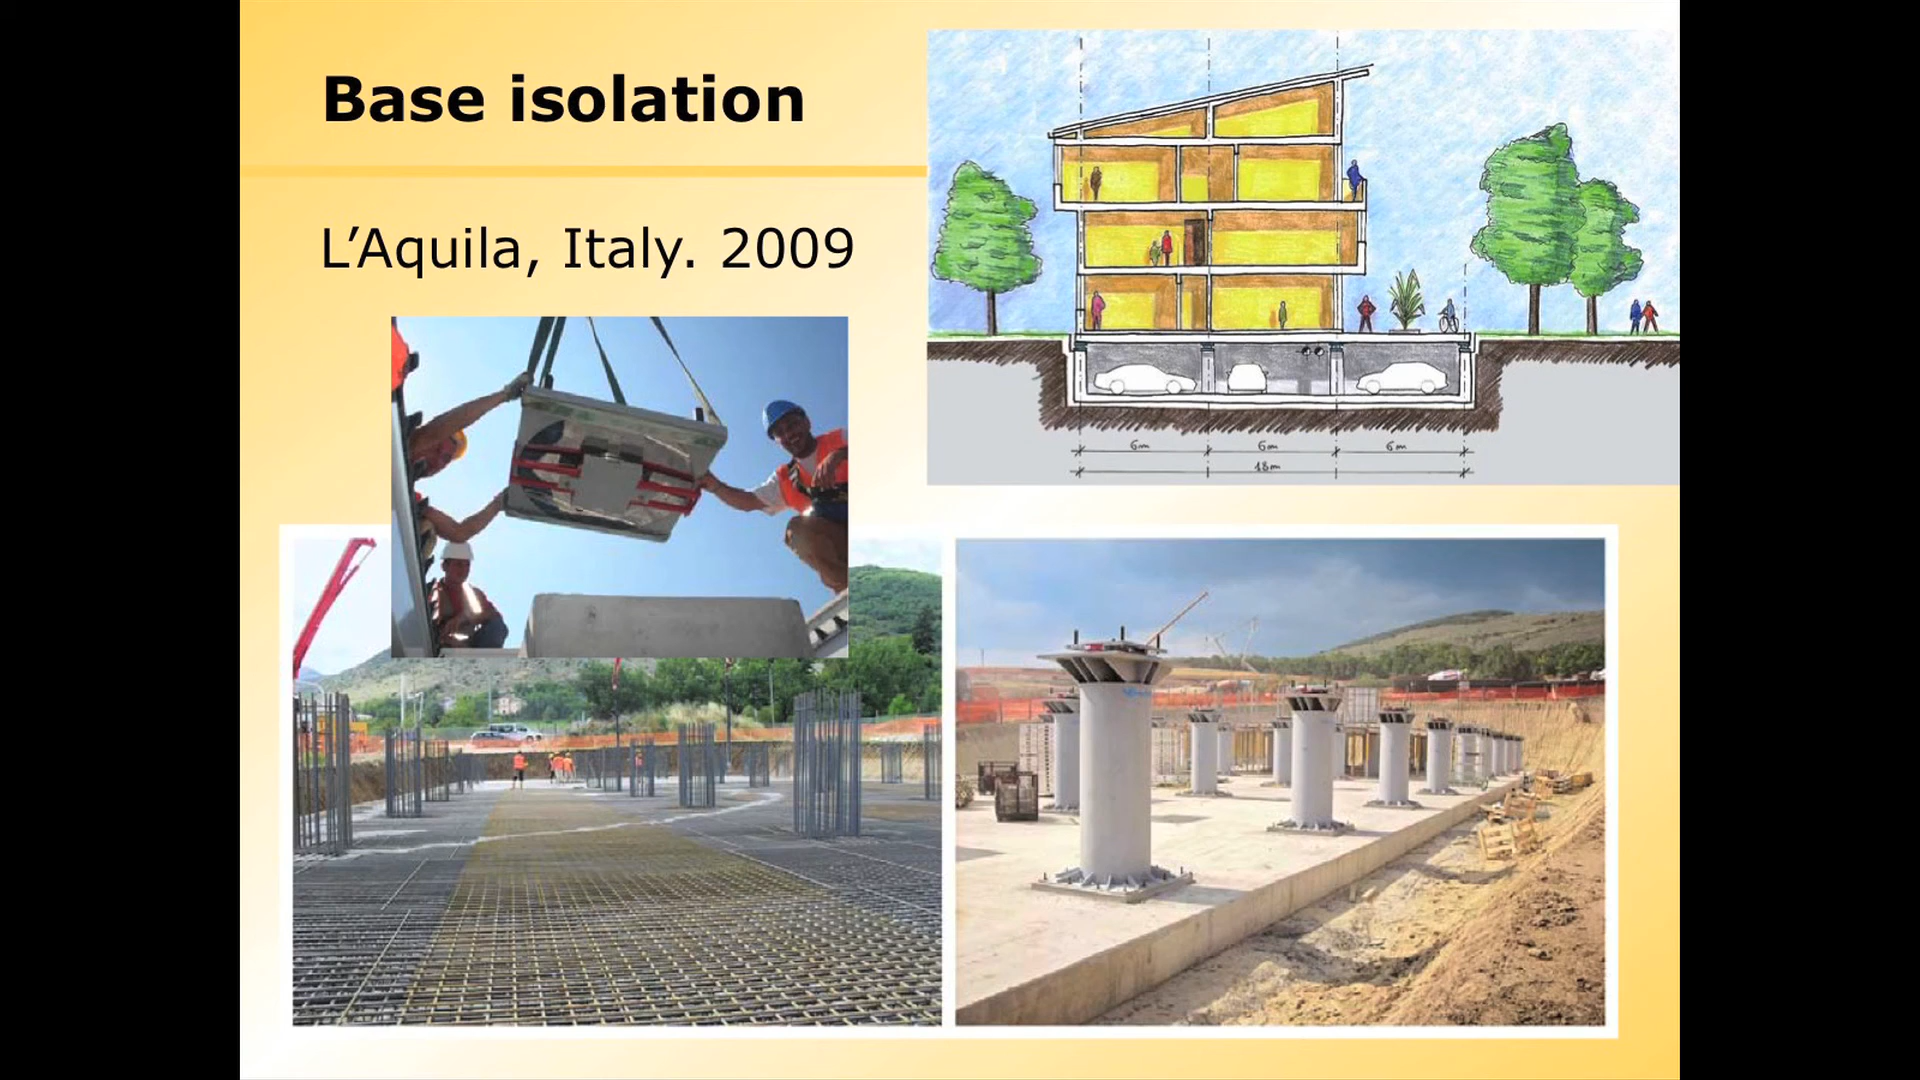 Base isolation
L’Aquila, Italy. 2009
6m 6m 6m
18m